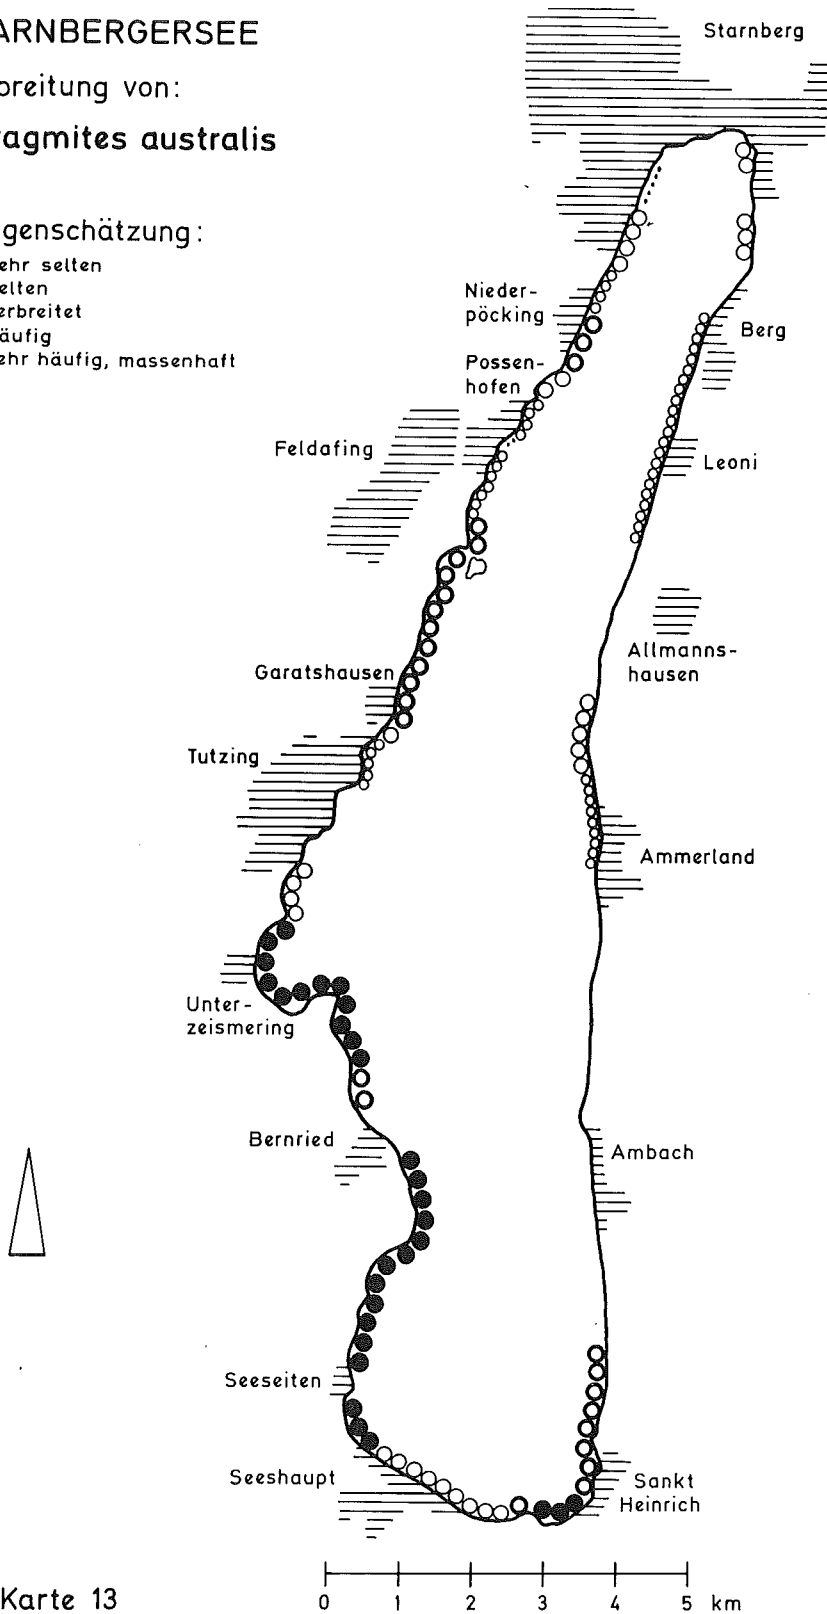 ARNBERGERSEE
breitung von:
ragmites australis
genschätzung:
ehr selten
elten
erbreitet
äufig
ehr häufig, massenhaft
Starnberg
Nieder-
pöcking
Possen-
hofen
Berg
Feldafing
Leoni
Allmanns-
hausen
Garatshausen
Tutzing
Ammerland
Unter-
zeismering
Bernried
Ambach
Seeseiten
Seeshaupt
Sankt
Heinrich
Karte 13
0 1 2 3 4 5 km